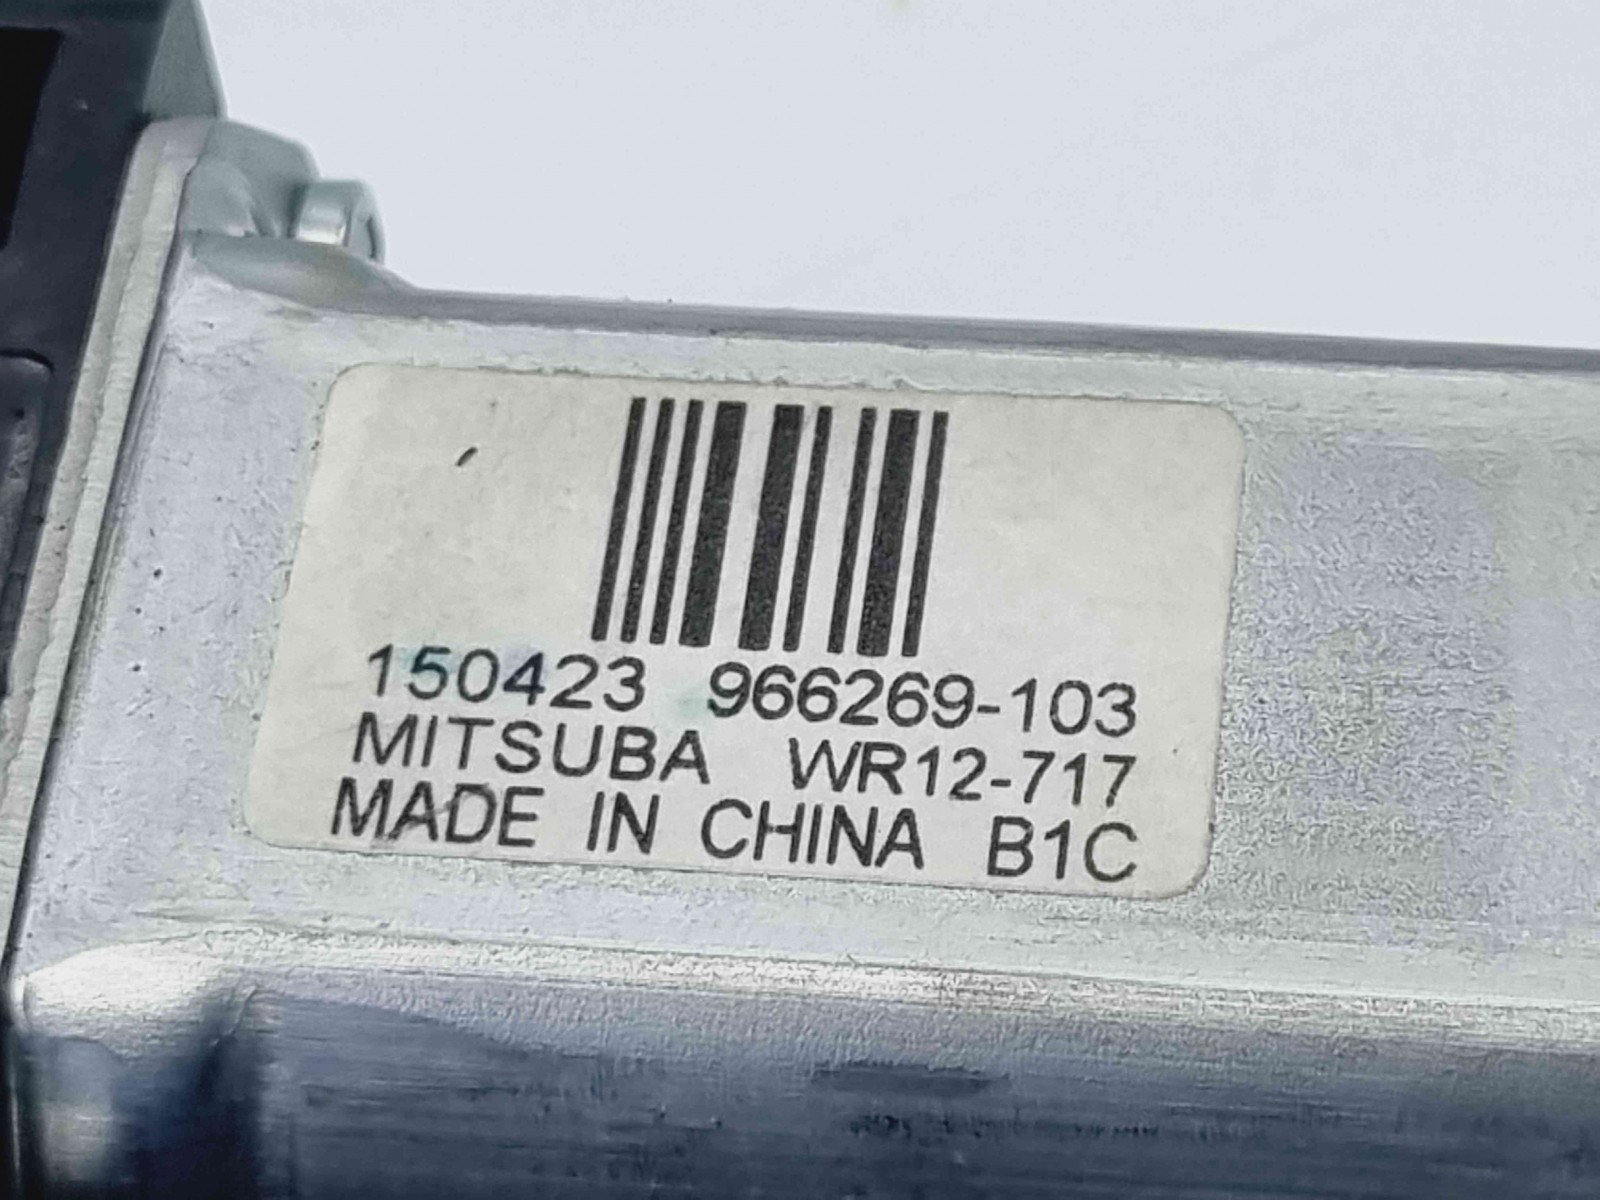 150423 966269-103
MITSUBA WR12-717
MADE IN CHINA B1C